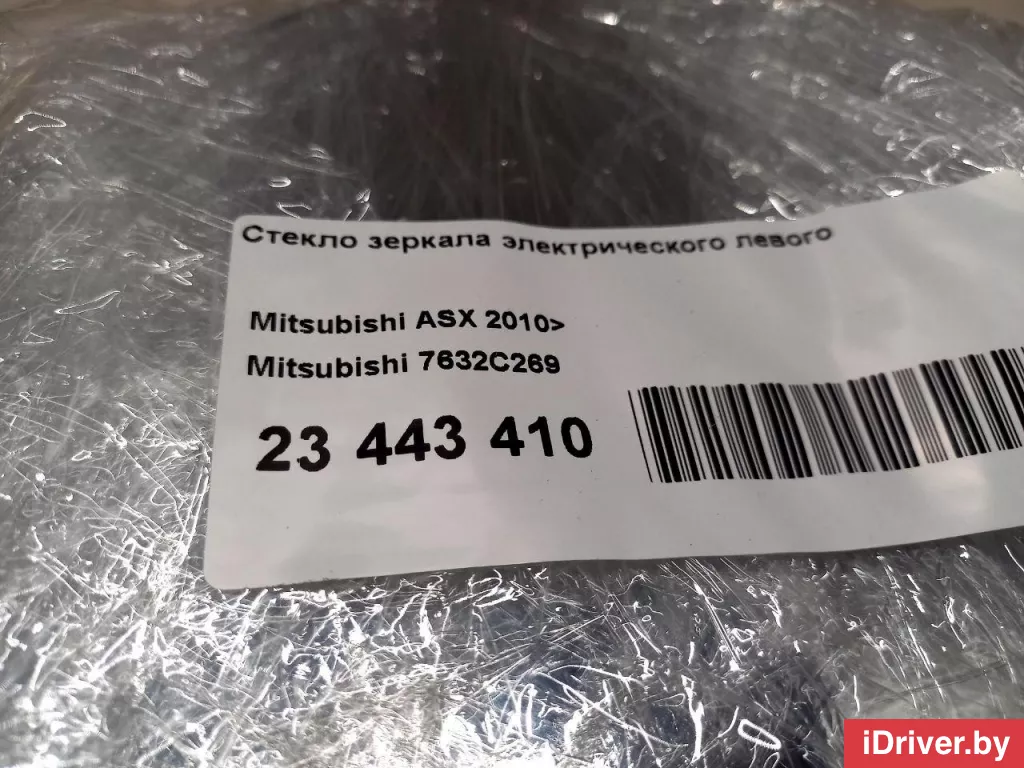 Стекло зеркала электрического левого
Mitsubishi ASX 2010>
Mitsubishi 7632C269
23 443 410
iDriver.by